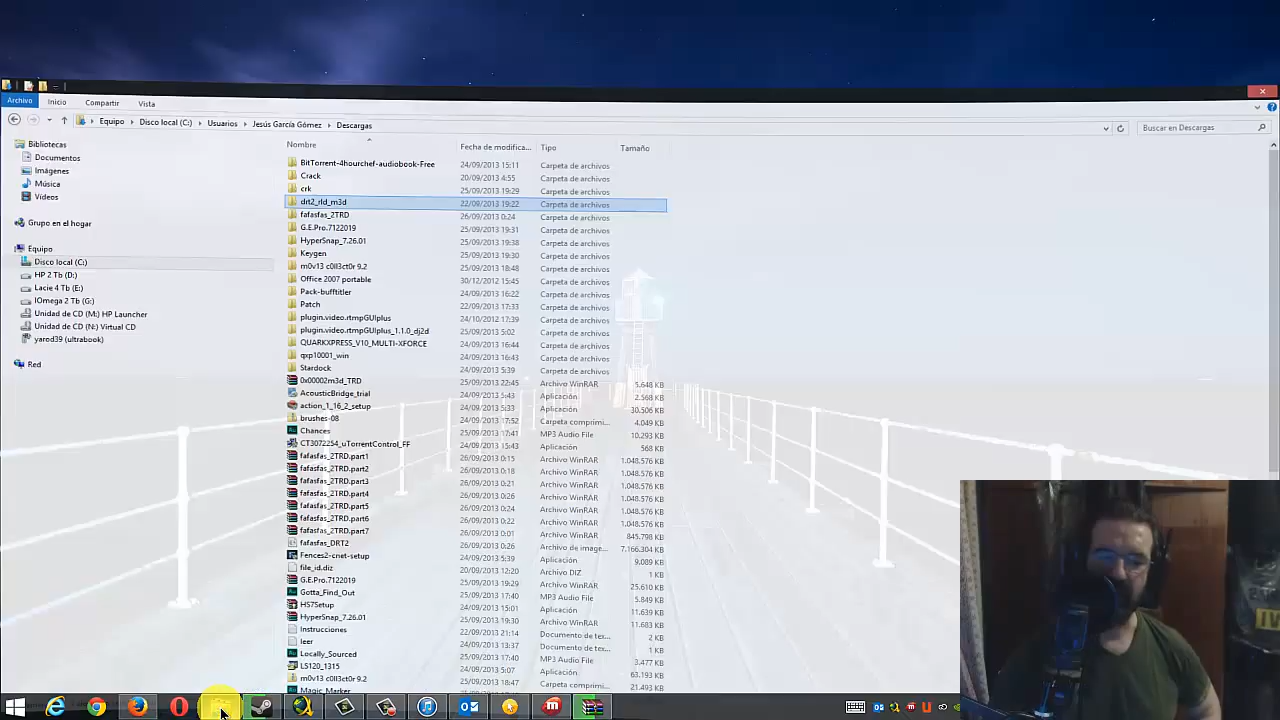 Archivo Inicio Compartir Vista
Equipo Disco local (C:) Usuarios Jesús García Gómez Descargas
Buscar en Descargas
Bibliotecas
Documentos
Imágenes
Música
Vídeos
Grupo en el hogar
Equipo
Disco local (C:)
HP 2 Tb (D:)
Lacie 4 Tb (E:)
IOmega 2 Tb (G:)
Unidad de CD (M:) HP Launcher
Unidad de CD (N:) Virtual CD
yarod39 (ultrabook)
Red
Nombre Fecha de modifica... Tipo Tamaño
BitTorrent-4hourchef-audiobook-Free 24/09/2013 15:11 Carpeta de archivos
Crack 20/09/2013 4:55 Carpeta de archivos
crk 25/09/2013 19:29 Carpeta de archivos
drt2_rld_m3d 22/09/2013 19:22 Carpeta de archivos
fafasfas_2TRD 26/09/2013 0:24 Carpeta de archivos
G.E.Pro.7122019 25/09/2013 19:31 Carpeta de archivos
HyperSnap_7.26.01 25/09/2013 19:38 Carpeta de archivos
Keygen 25/09/2013 19:30 Carpeta de archivos
m0v13 c0ll3ct0r 9.2 25/09/2013 18:48 Carpeta de archivos
Office 2007 portable 30/12/2012 15:45 Carpeta de archivos
Pack-bufftitler 24/09/2013 16:22 Carpeta de archivos
Patch 22/09/2013 17:33 Carpeta de archivos
plugin.video.rtmpGUIplus 24/10/2012 17:39 Carpeta de archivos
plugin.video.rtmpGUIplus_1.1.0_dj2d 25/09/2013 5:02 Carpeta de archivos
QUARKXPRESS_V10_MULTI-XFORCE 24/09/2013 16:44 Carpeta de archivos
qxp10001_win 24/09/2013 16:43 Carpeta de archivos
Stardock 24/09/2013 5:39 Carpeta de archivos
0x00002m3d_TRD 25/09/2013 22:45 Archivo WinRAR 5.648 KB
AcousticBridge_trial 24/09/2013 5:43 Aplicación 2.568 KB
action_1_16_2_setup 24/09/2013 5:33 Aplicación 30.506 KB
brushes-08 24/09/2013 17:52 Carpeta comprimi... 4.049 KB
Chances 25/09/2013 17:41 MP3 Audio File 10.293 KB
CT3072254_uTorrentControl_FF 24/09/2013 15:43 Aplicación 568 KB
fafasfas_2TRD.part1 26/09/2013 0:15 Archivo WinRAR 1.048.576 KB
fafasfas_2TRD.part2 26/09/2013 0:18 Archivo WinRAR 1.048.576 KB
fafasfas_2TRD.part3 26/09/2013 0:21 Archivo WinRAR 1.048.576 KB
fafasfas_2TRD.part4 26/09/2013 0:26 Archivo WinRAR 1.048.576 KB
fafasfas_2TRD.part5 26/09/2013 0:24 Archivo WinRAR 1.048.576 KB
fafasfas_2TRD.part6 26/09/2013 0:22 Archivo WinRAR 1.048.576 KB
fafasfas_2TRD.part7 26/09/2013 0:01 Archivo WinRAR 845.798 KB
fafasfas_DRT2 26/09/2013 0:26 Archivo de image... 7.166.304 KB
Fences2-cnet-setup 24/09/2013 5:39 Aplicación 9.089 KB
file_id.diz 20/09/2013 12:20 Archivo DIZ 1 KB
G.E.Pro.7122019 25/09/2013 19:29 Archivo WinRAR 25.610 KB
Gotta_Find_Out 25/09/2013 17:40 MP3 Audio File 5.849 KB
HS7Setup 24/09/2013 15:01 Aplicación 11.639 KB
HyperSnap_7.26.01 25/09/2013 19:30 Archivo WinRAR 11.683 KB
Instrucciones 22/09/2013 21:14 Documento de tex... 2 KB
leer 24/09/2013 13:37 Documento de tex... 1 KB
Locally_Sourced 25/09/2013 17:40 MP3 Audio File 3.477 KB
LS120_1315 24/09/2013 5:07 Aplicación 63.193 KB
m0v13 c0ll3ct0r 9.2 25/09/2013 18:47 Carpeta comprimi... 21.493 KB
Magic_Marker